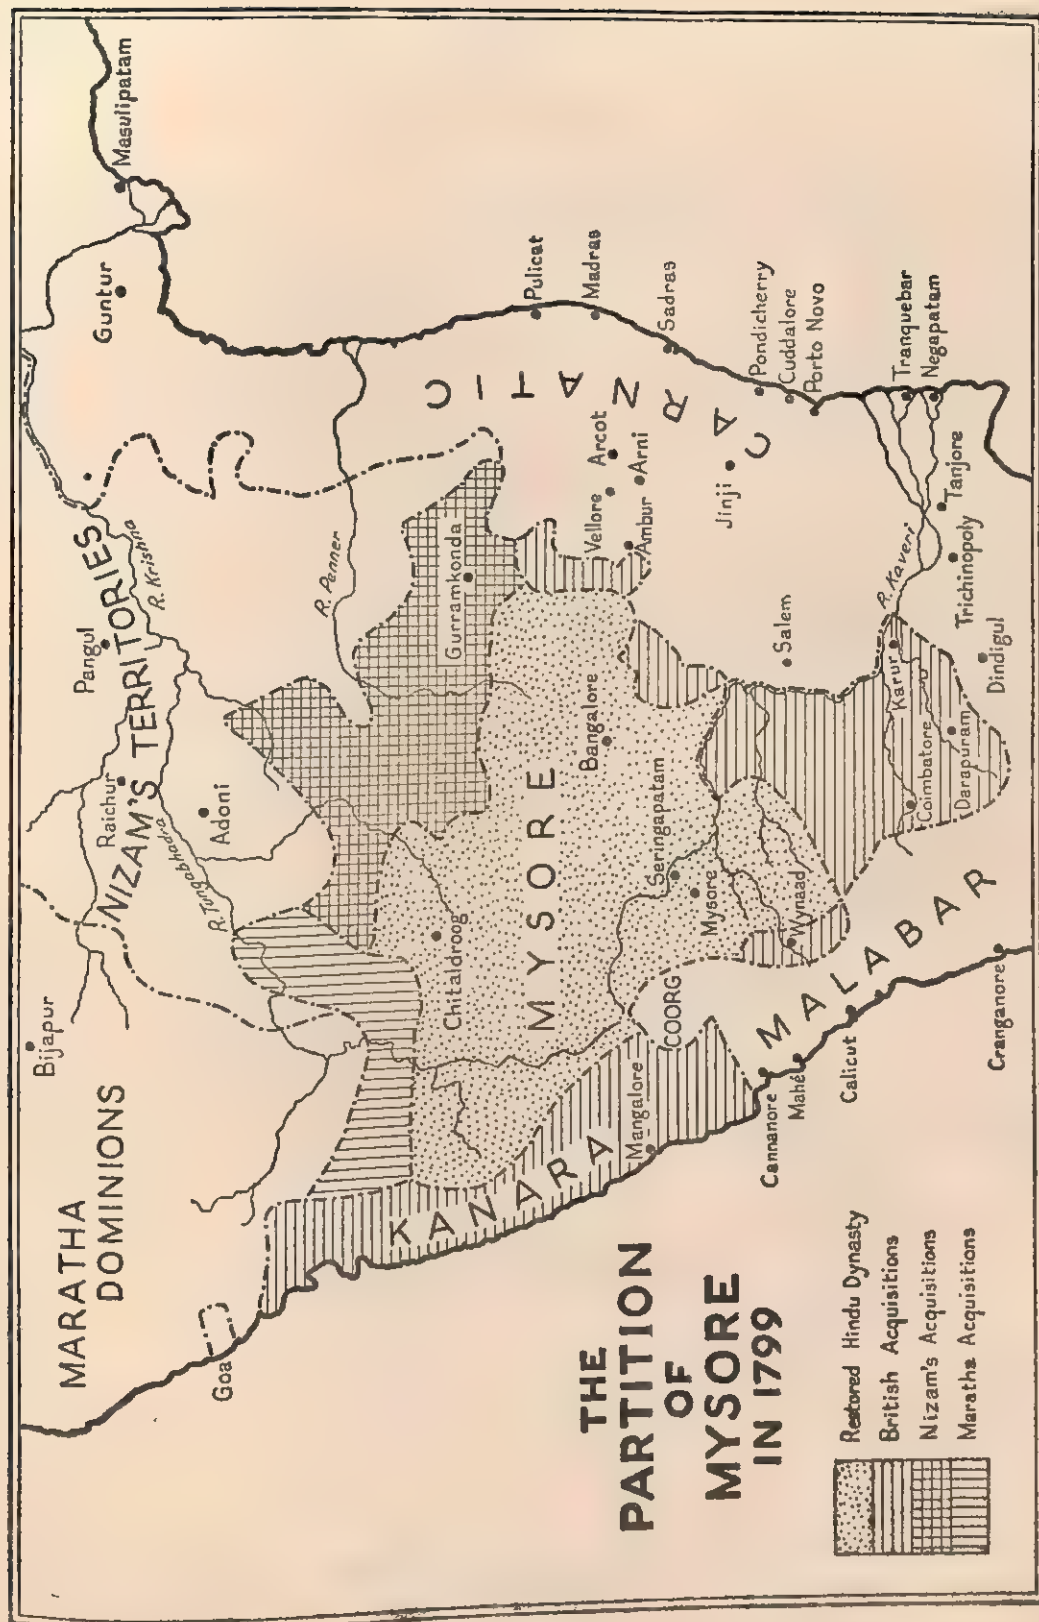 MARATHA
DOMINIONS
Bijapur
NIZAM'S TERRITORIES
Raichur
Pangul
R. Krishna
R. Tungabhadra
Adoni
Guntur
Masulipatam
Goa
KANARA
Chitaldroog
R. Penner
Gurramkonda
MYSORE
Bangalore
Pulicat
Madras
Sadras
CARNATIC
Vellore
Arcot
Ambur
Arni
Jinji
Pondicherry
Cuddalore
Porto Novo
Mangalore
COORG
Seringapatam
Mysore
Wynaad
Salem
R. Kaveri
Karur
Coimbatore
Darapuram
Trichinopoly
Tanjore
Dindigul
Tranquebar
Negapatam
MALABAR
Cannanore
Mahé
Calicut
Cranganore
THE
PARTITION
OF
MYSORE
IN 1799
Restored Hindu Dynasty
British Acquisitions
Nizam's Acquisitions
Maratha Acquisitions